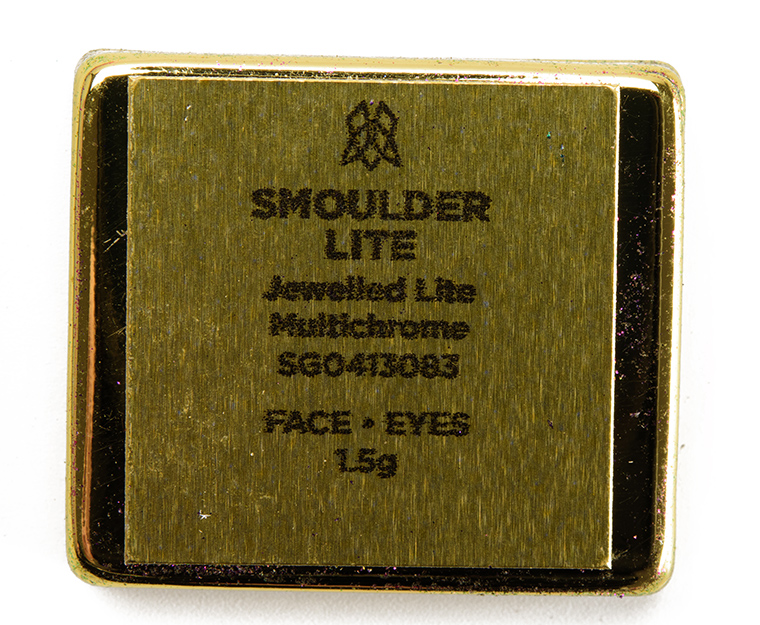 SMOULDER
LITE
Jewelled Lite
Multichrome
SG0413083
FACE • EYES
1.5g